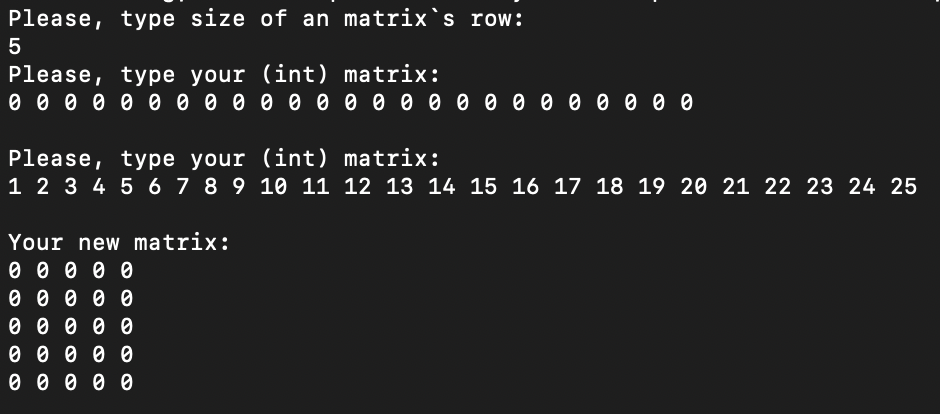 Please, type size of an matrix`s row:
5
Please, type your (int) matrix:
0 0 0 0 0 0 0 0 0 0 0 0 0 0 0 0 0 0 0 0 0 0 0 0 0
Please, type your (int) matrix:
1 2 3 4 5 6 7 8 9 10 11 12 13 14 15 16 17 18 19 20 21 22 23 24 25
Your new matrix:
0 0 0 0 0
0 0 0 0 0
0 0 0 0 0
0 0 0 0 0
0 0 0 0 0